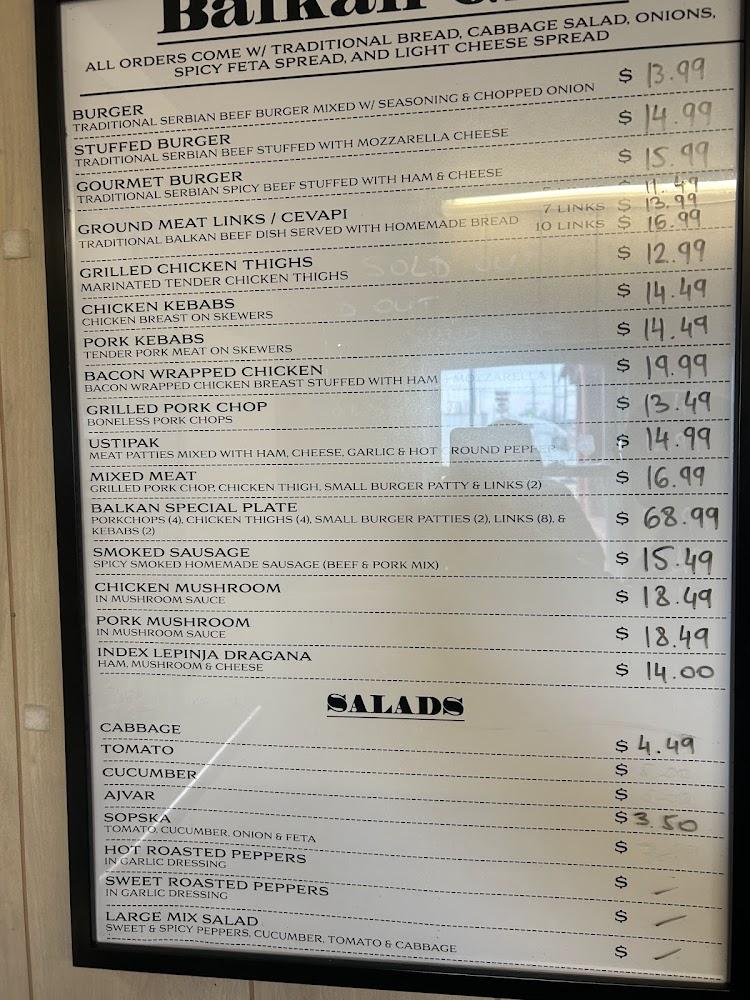 Balkan
ALL ORDERS COME W/ TRADITIONAL BREAD, CABBAGE SALAD, ONIONS,
SPICY FETA SPREAD, AND LIGHT CHEESE SPREAD
BURGER $ 13.99
TRADITIONAL SERBIAN BEEF BURGER MIXED W/ SEASONING & CHOPPED ONION
STUFFED BURGER $ 14.99
TRADITIONAL SERBIAN BEEF STUFFED WITH MOZZARELLA CHEESE
GOURMET BURGER $ 15.99
TRADITIONAL SERBIAN SPICY BEEF STUFFED WITH HAM & CHEESE
11.49
GROUND MEAT LINKS / CEVAPI 7 LINKS $ 13.99
TRADITIONAL BALKAN BEEF DISH SERVED WITH HOMEMADE BREAD 10 LINKS $ 16.99
GRILLED CHICKEN THIGHS SOLD OUT $ 12.99
MARINATED TENDER CHICKEN THIGHS
CHICKEN KEBABS OUT $ 14.49
CHICKEN BREAST ON SKEWERS
PORK KEBABS $ 14.49
TENDER PORK MEAT ON SKEWERS
BACON WRAPPED CHICKEN $ 19.99
BACON WRAPPED CHICKEN BREAST STUFFED WITH HAM MOZZARELLA
GRILLED PORK CHOP $ 13.49
BONELESS PORK CHOPS
USTIPAK $ 14.99
MEAT PATTIES MIXED WITH HAM, CHEESE, GARLIC & HOT GROUND PEPPER
MIXED MEAT $ 16.99
GRILLED PORK CHOP, CHICKEN THIGH, SMALL BURGER PATTY & LINKS (2)
BALKAN SPECIAL PLATE $ 68.99
PORKCHOPS (4), CHICKEN THIGHS (4), SMALL BURGER PATTIES (2), LINKS (8), &
KEBABS (2)
SMOKED SAUSAGE $ 15.49
SPICY SMOKED HOMEMADE SAUSAGE (BEEF & PORK MIX)
CHICKEN MUSHROOM $ 18.49
IN MUSHROOM SAUCE
PORK MUSHROOM $ 18.49
IN MUSHROOM SAUCE
INDEX LEPINJA DRAGANA $ 14.00
HAM, MUSHROOM & CHEESE
SALADS
CABBAGE $ 4.49
TOMATO $
CUCUMBER $
AJVAR $ 3.50
SOPSKA $
TOMATO, CUCUMBER, ONION & FETA
HOT ROASTED PEPPERS $ –
IN GARLIC DRESSING
SWEET ROASTED PEPPERS $ –
IN GARLIC DRESSING
LARGE MIX SALAD $ –
SWEET & SPICY PEPPERS, CUCUMBER, TOMATO & CABBAGE